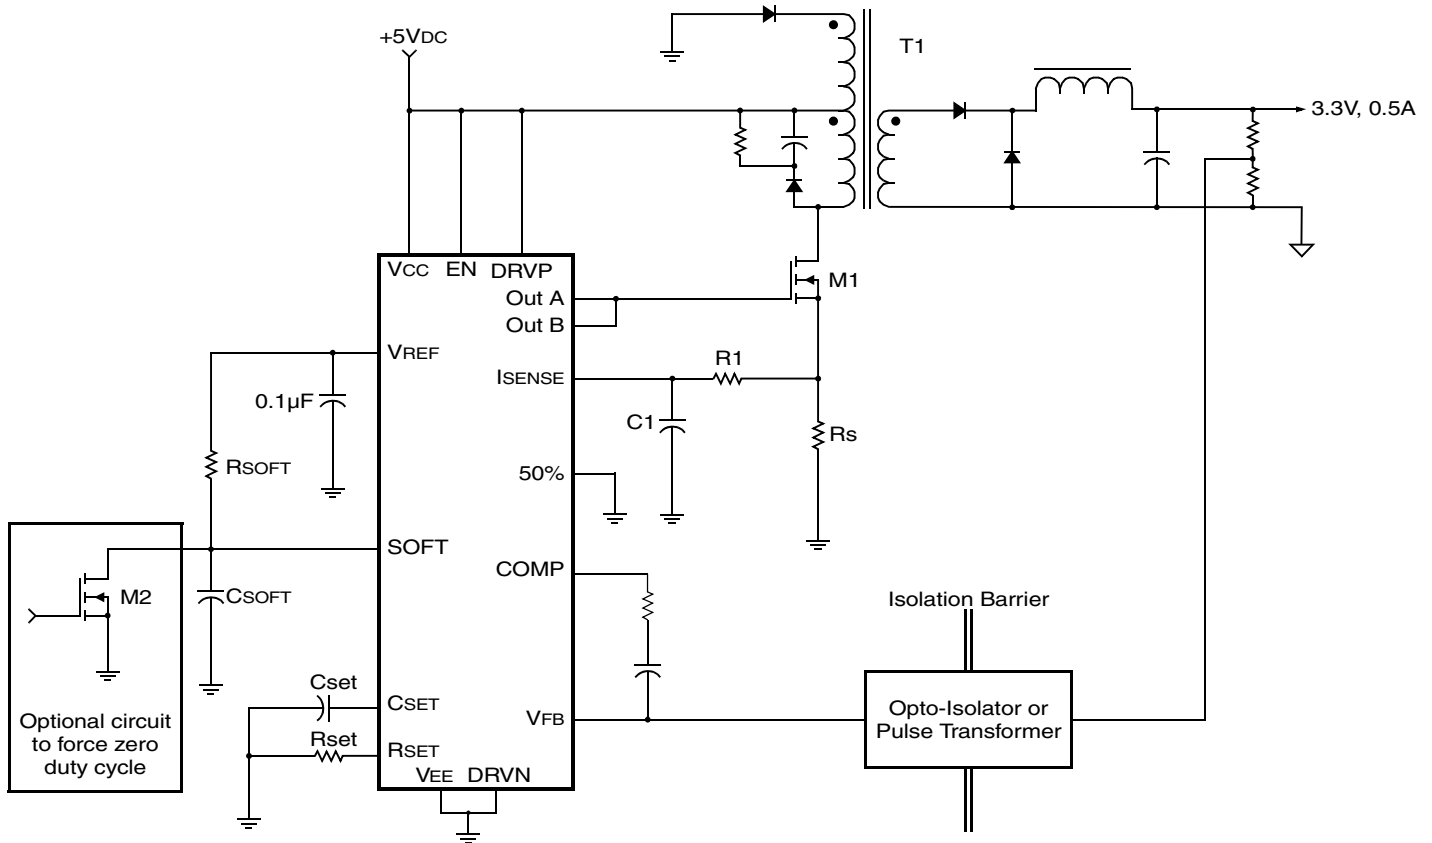 +5VDC
T1
3.3V, 0.5A
VCC EN DRVP
Out A
Out B
M1
VREF
ISENSE
R1
0.1µF
C1
Rs
RSOFT
50%
SOFT
COMP
M2
CSOFT
Isolation Barrier
Optional circuit
to force zero
duty cycle
Cset
CSET
VFB
Opto-Isolator or
Pulse Transformer
Rset
RSET
VEE DRVN